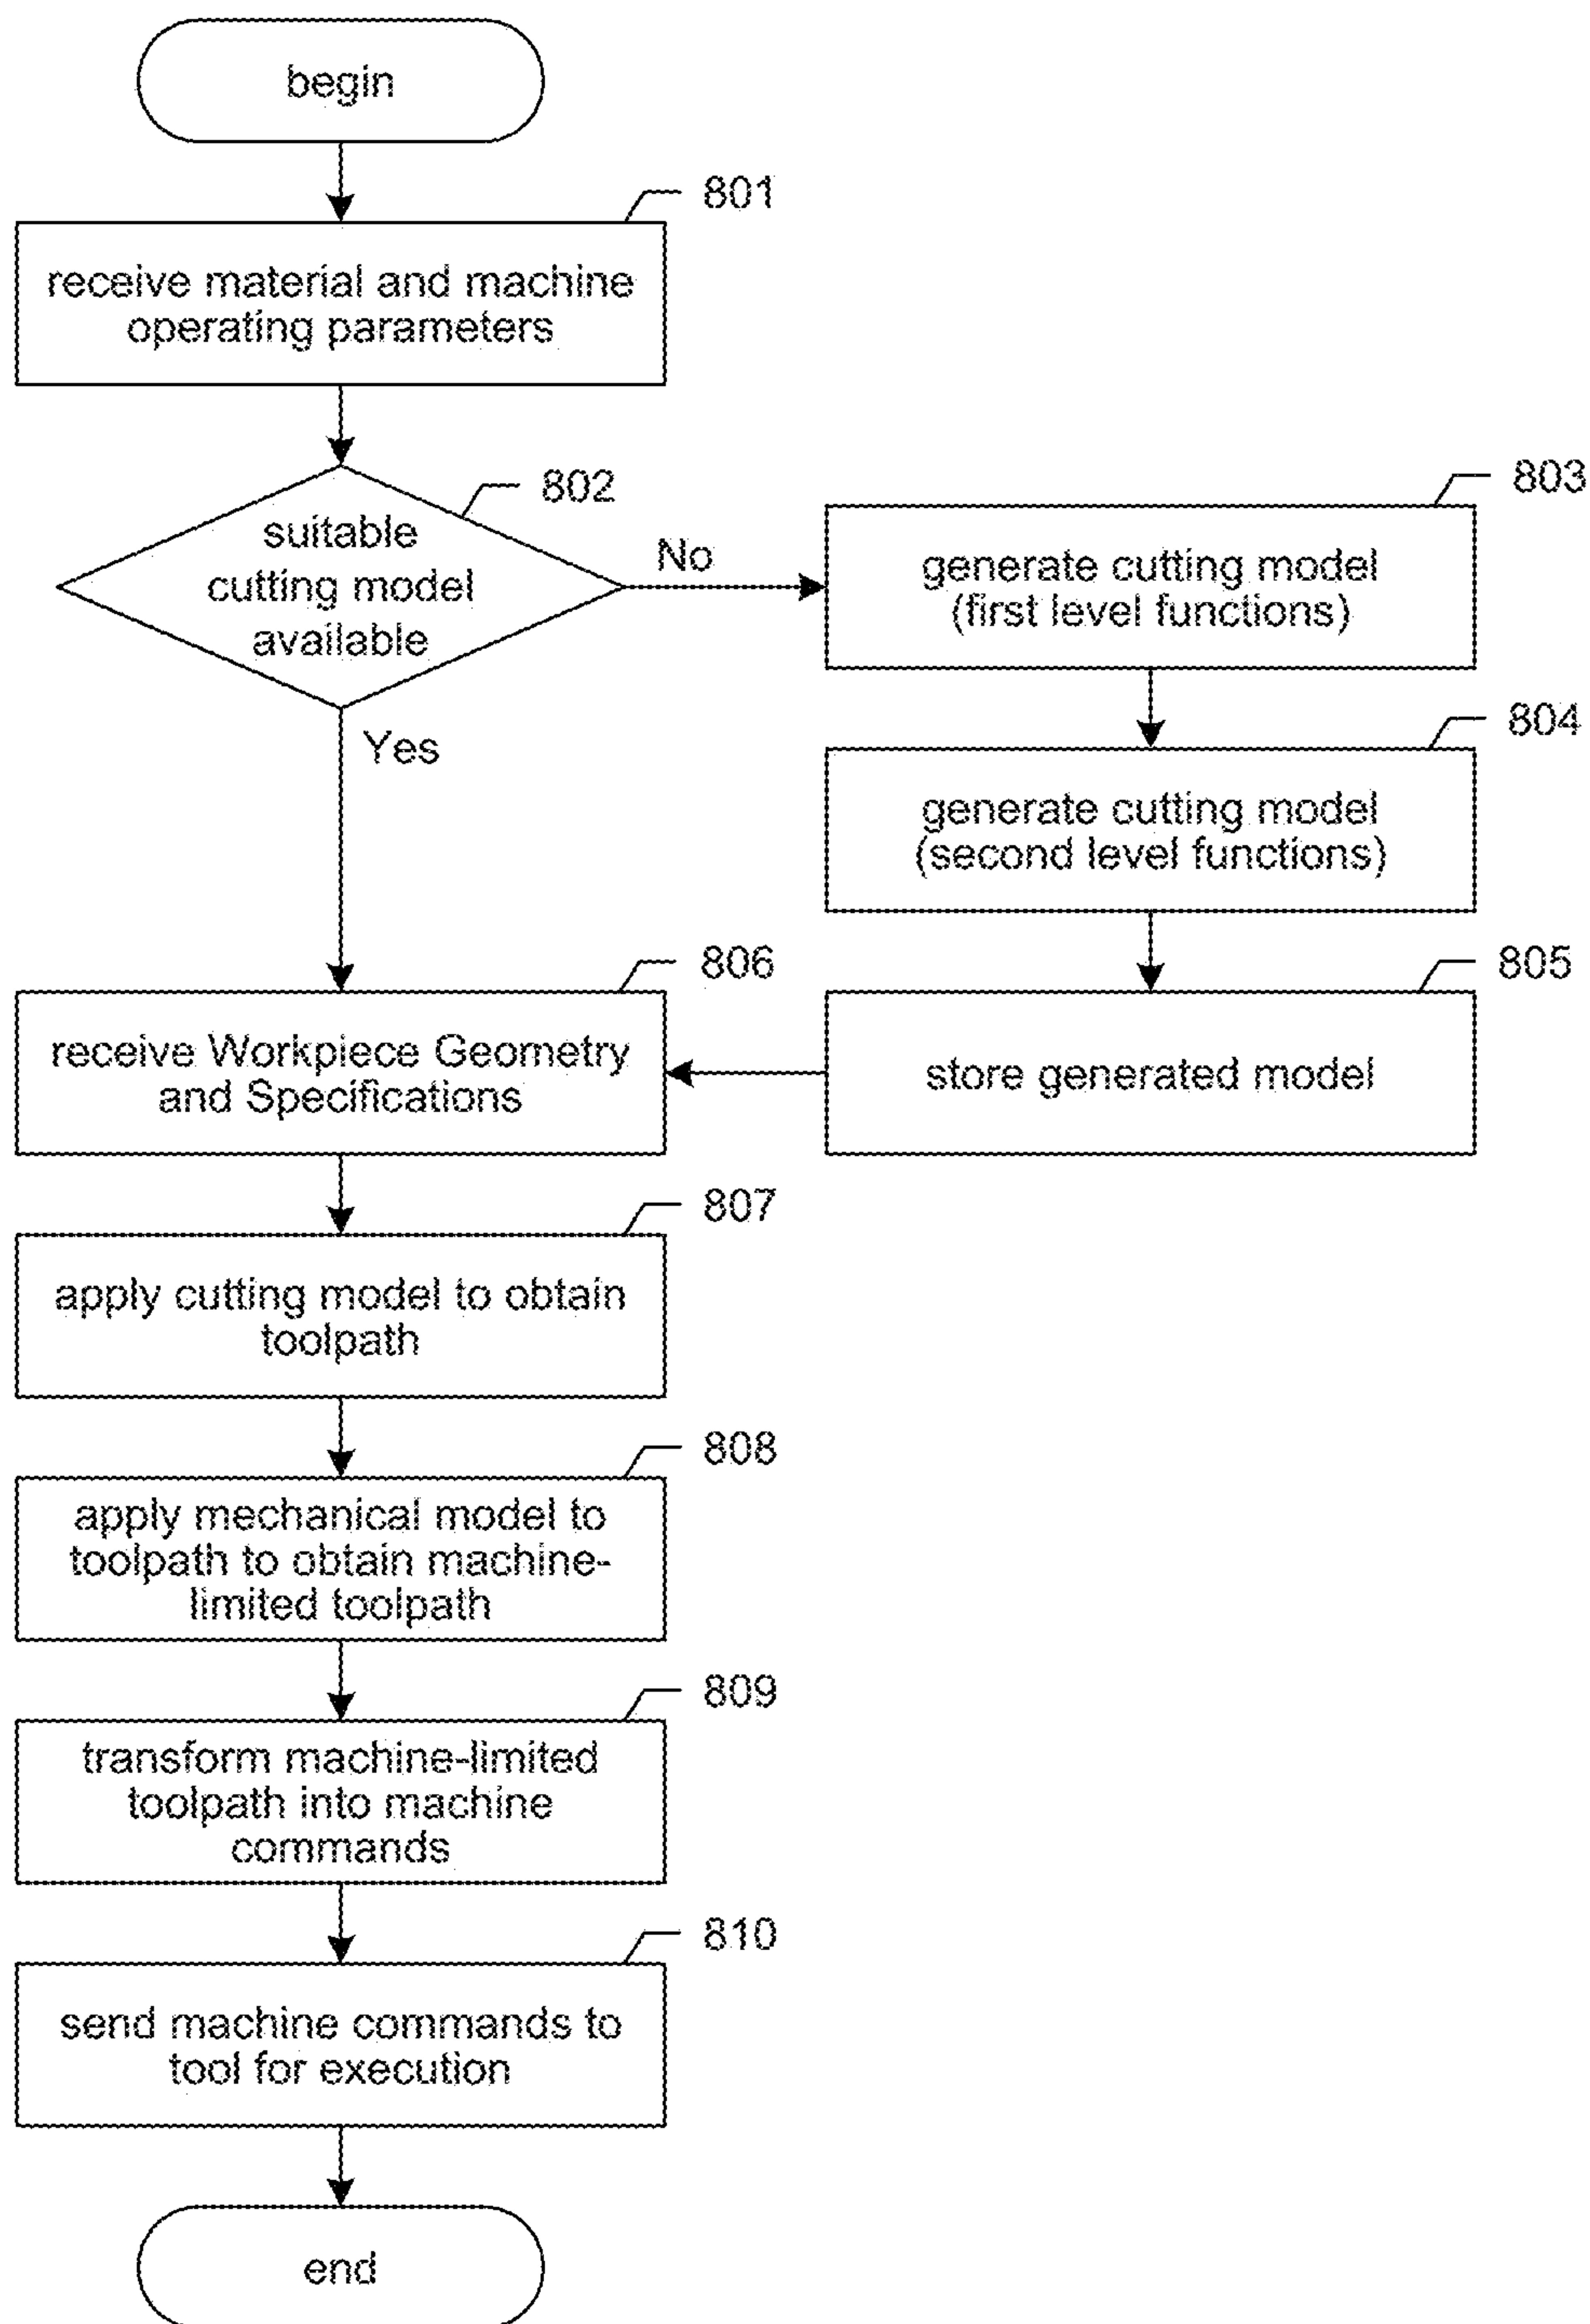 begin
801
receive material and machine
operating parameters
802
suitable
cutting model
available
No
Yes
803
generate cutting model
(first level functions)
804
generate cutting model
(second level functions)
805
store generated model
806
receive Workpiece Geometry
and Specifications
807
apply cutting model to obtain
toolpath
808
apply mechanical model to
toolpath to obtain machine-
limited toolpath
809
transform machine-limited
toolpath into machine
commands
810
send machine commands to
tool for execution
end